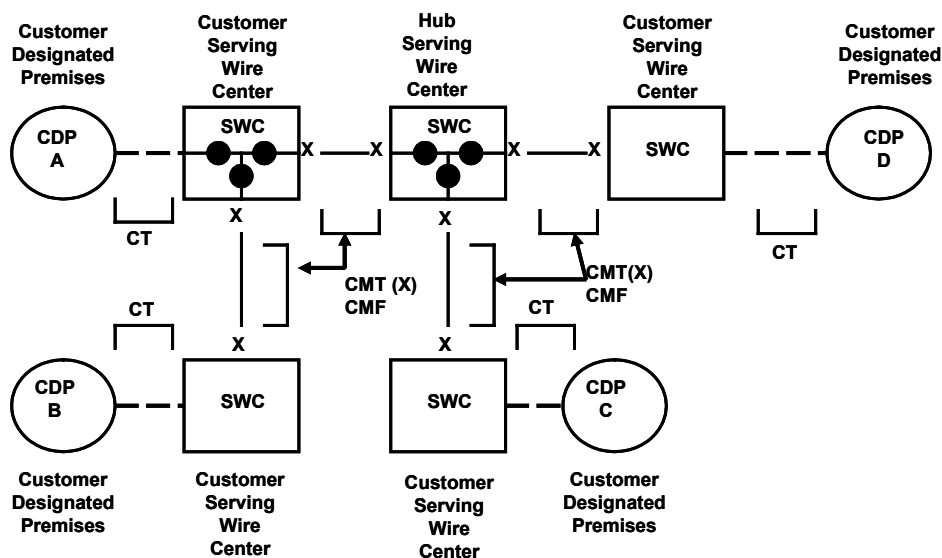 Customer
Designated
Premises
Customer
Serving
Wire
Center
Hub
Serving
Wire
Center
Customer
Serving
Wire
Center
Customer
Designated
Premises
CDP
A
SWC
X
X
SWC
X
X
SWC
CDP
D
CT
X
X
CT
CMT (X)
CMF
CMT(X)
CMF
CT
CT
X
X
CDP
B
SWC
SWC
CDP
C
Customer
Designated
Premises
Customer
Serving
Wire
Center
Customer
Serving
Wire
Center
Customer
Designated
Premises